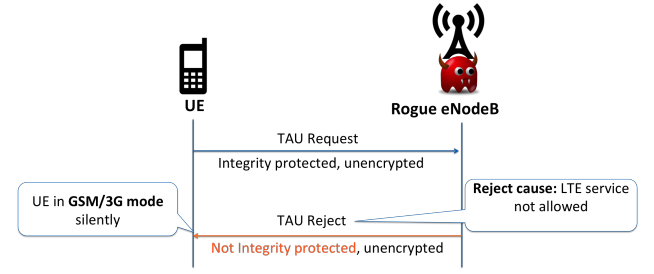 UE
Rogue eNodeB
TAU Request
Integrity protected, unencrypted
UE in GSM/3G mode
silently
Reject cause: LTE service
not allowed
TAU Reject
Not Integrity protected, unencrypted